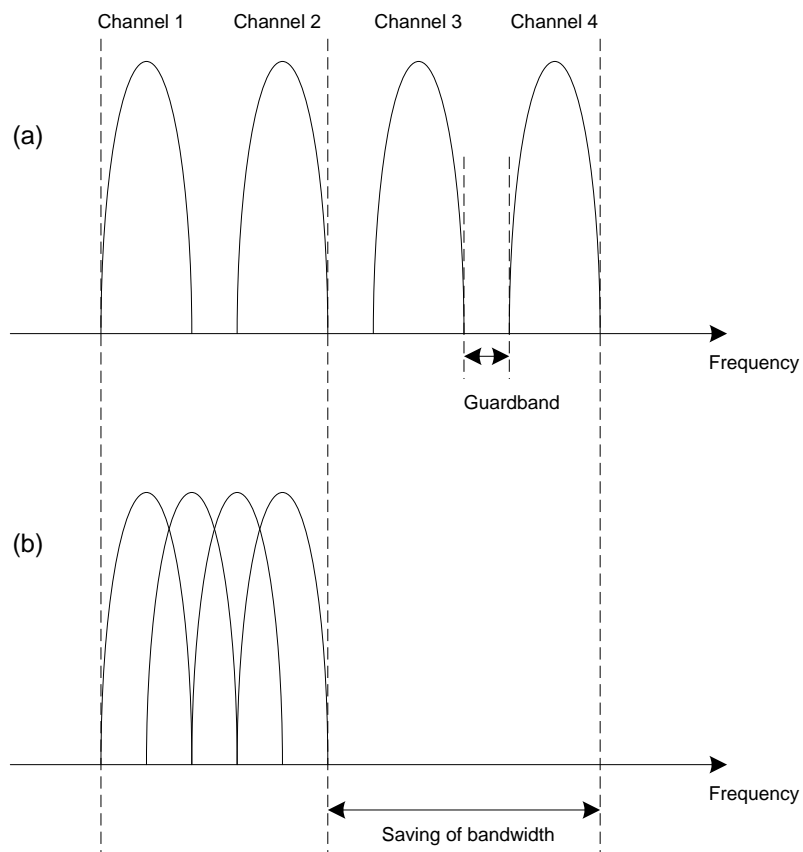 Channel 1 Channel 2 Channel 3 Channel 4
(a)
Frequency
Guardband
(b)
Frequency
Saving of bandwidth